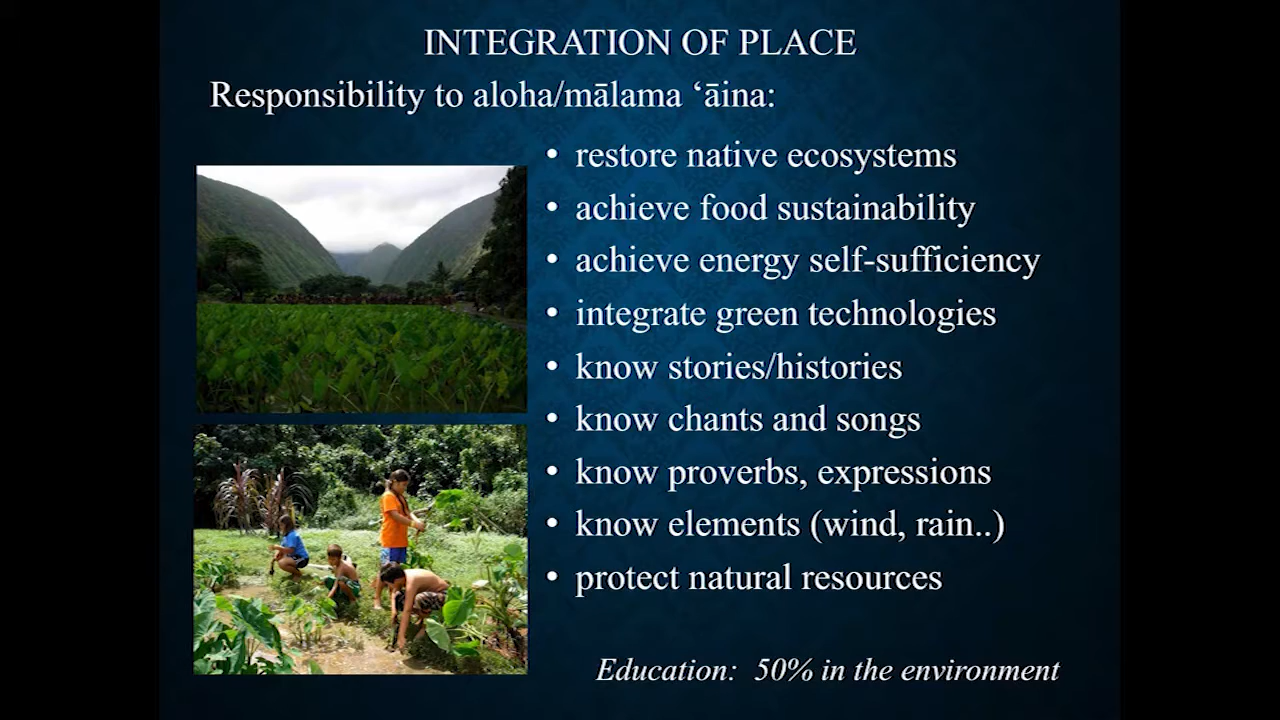 INTEGRATION OF PLACE
Responsibility to aloha/mālama ʻāina:
• restore native ecosystems
• achieve food sustainability
• achieve energy self-sufficiency
• integrate green technologies
• know stories/histories
• know chants and songs
• know proverbs, expressions
• know elements (wind, rain..)
• protect natural resources
Education:  50% in the environment